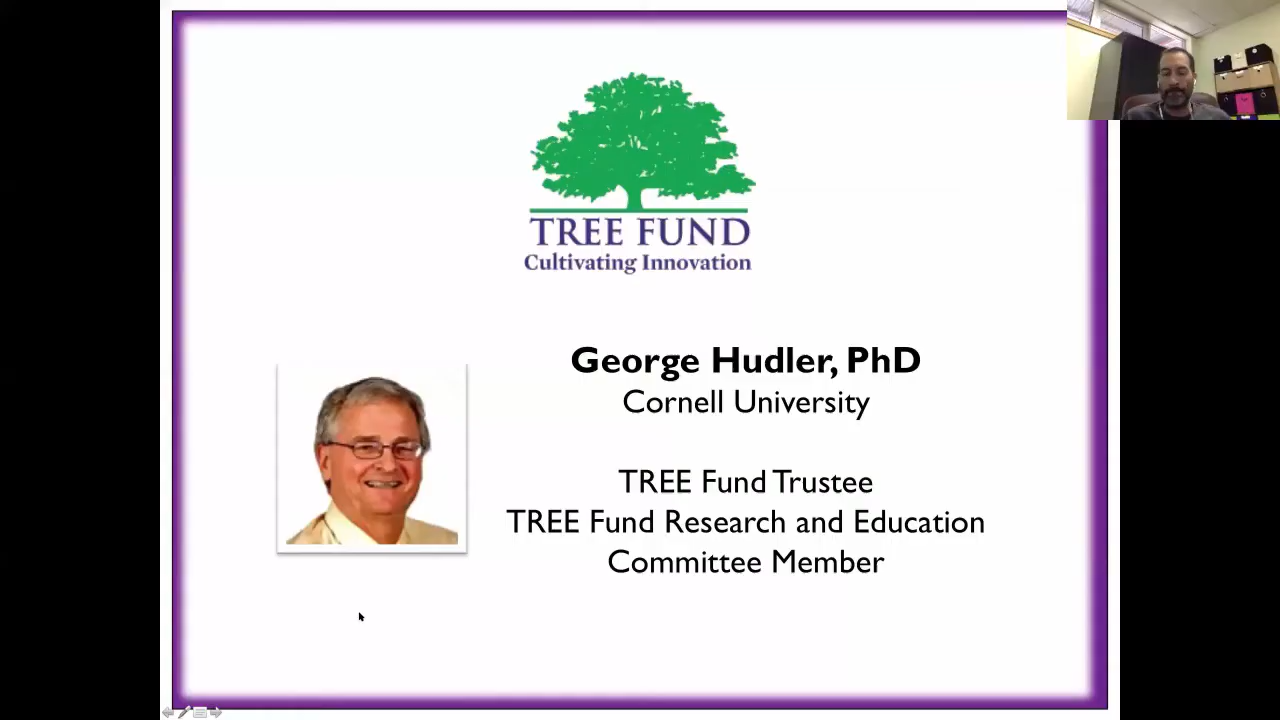 TREE FUND
Cultivating Innovation
George Hudler, PhD
Cornell University
TREE Fund Trustee
TREE Fund Research and Education
Committee Member